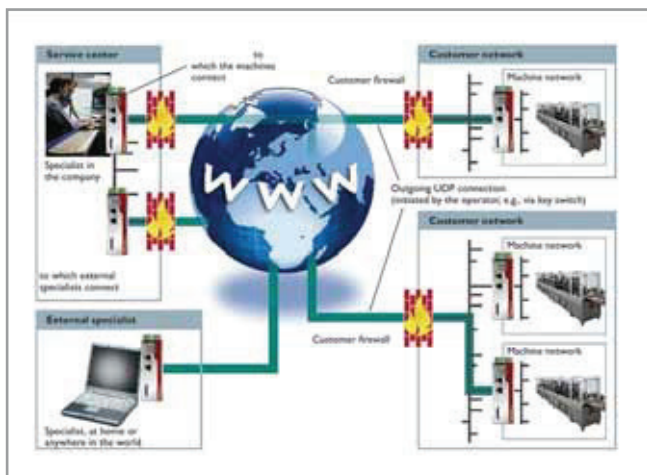 Service center
to
which the machines
connect
Specialist in
the company
to which external
specialists connect
External specialist
Specialist, at home or
anywhere in the world
WWW
Customer firewall
Outgoing UDP connection
(initiated by the operator, e.g., via key switch)
Customer firewall
Customer network
Machine network
Customer network
Machine network
Machine network